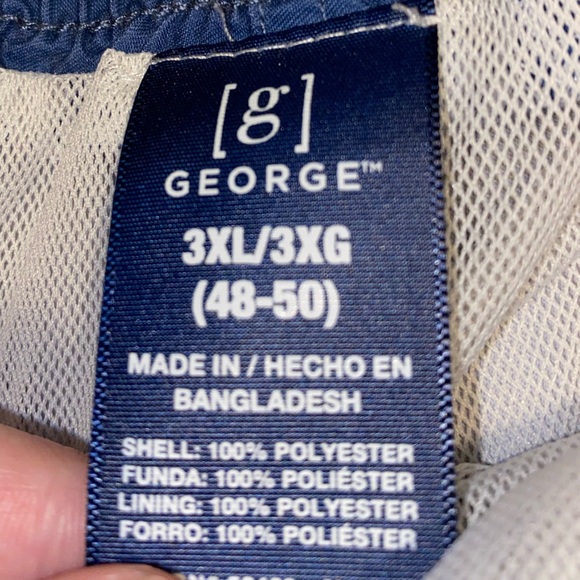 [g]
GEORGE™
3XL/3XG
(48-50)
MADE IN / HECHO EN
BANGLADESH
SHELL: 100% POLYESTER
FUNDA: 100% POLIÉSTER
LINING: 100% POLYESTER
FORRO: 100% POLIÉSTER